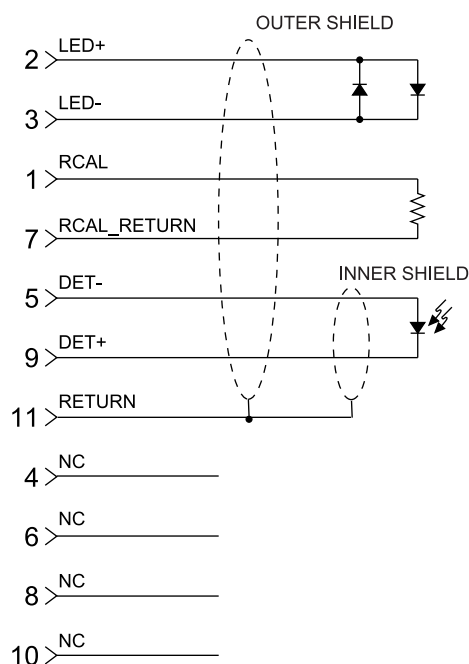 OUTER SHIELD
2 LED+
3 LED-
1 RCAL
7 RCAL_RETURN
INNER SHIELD
5 DET-
9 DET+
11 RETURN
4 NC
6 NC
8 NC
10 NC